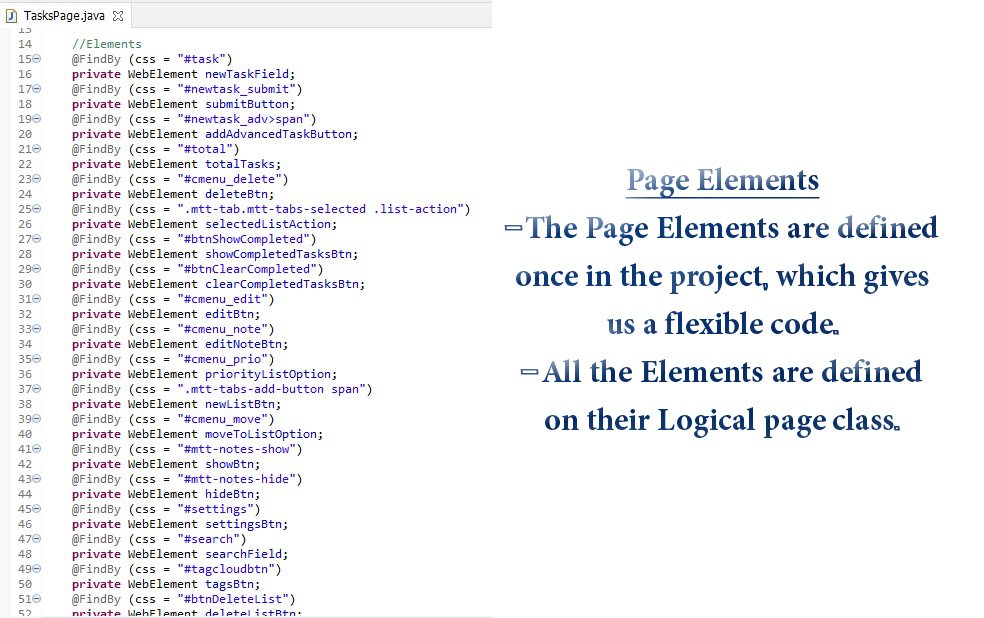 TasksPage.java
13
14 //Elements
15 @FindBy (css = "#task")
16 private WebElement newTaskField;
17 @FindBy (css = "#newtask_submit")
18 private WebElement submitButton;
19 @FindBy (css = "#newtask_adv>span")
20 private WebElement addAdvancedTaskButton;
21 @FindBy (css = "#total")
22 private WebElement totalTasks;
23 @FindBy (css = "#cmenu_delete")
24 private WebElement deleteBtn;
25 @FindBy (css = ".mtt-tab.mtt-tabs-selected .list-action")
26 private WebElement selectedListAction;
27 @FindBy (css = "#btnShowCompleted")
28 private WebElement showCompletedTasksBtn;
29 @FindBy (css = "#btnClearCompleted")
30 private WebElement clearCompletedTasksBtn;
31 @FindBy (css = "#cmenu_edit")
32 private WebElement editBtn;
33 @FindBy (css = "#cmenu_note")
34 private WebElement editNoteBtn;
35 @FindBy (css = "#cmenu_prio")
36 private WebElement priorityListOption;
37 @FindBy (css = ".mtt-tabs-add-button span")
38 private WebElement newListBtn;
39 @FindBy (css = "#cmenu_move")
40 private WebElement moveToListOption;
41 @FindBy (css = "#mtt-notes-show")
42 private WebElement showBtn;
43 @FindBy (css = "#mtt-notes-hide")
44 private WebElement hideBtn;
45 @FindBy (css = "#settings")
46 private WebElement settingsBtn;
47 @FindBy (css = "#search")
48 private WebElement searchField;
49 @FindBy (css = "#tagcloudbtn")
50 private WebElement tagsBtn;
51 @FindBy (css = "#btnDeleteList")
52 private WebElement deleteListBtn;
Page Elements
-The Page Elements are defined
once in the project, which gives
us a flexible code.
-All the Elements are defined
on their Logical page class.